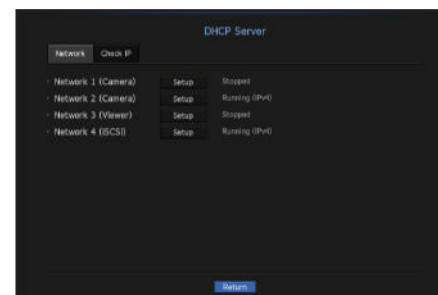 DHCP Server
Network Check IP
Network 1 (Camera) Setup Stopped
Network 2 (Camera) Setup Running (IPv4)
Network 3 (Viewer) Setup Stopped
Network 4 (iSCSI) Setup Running (IPv4)
Return